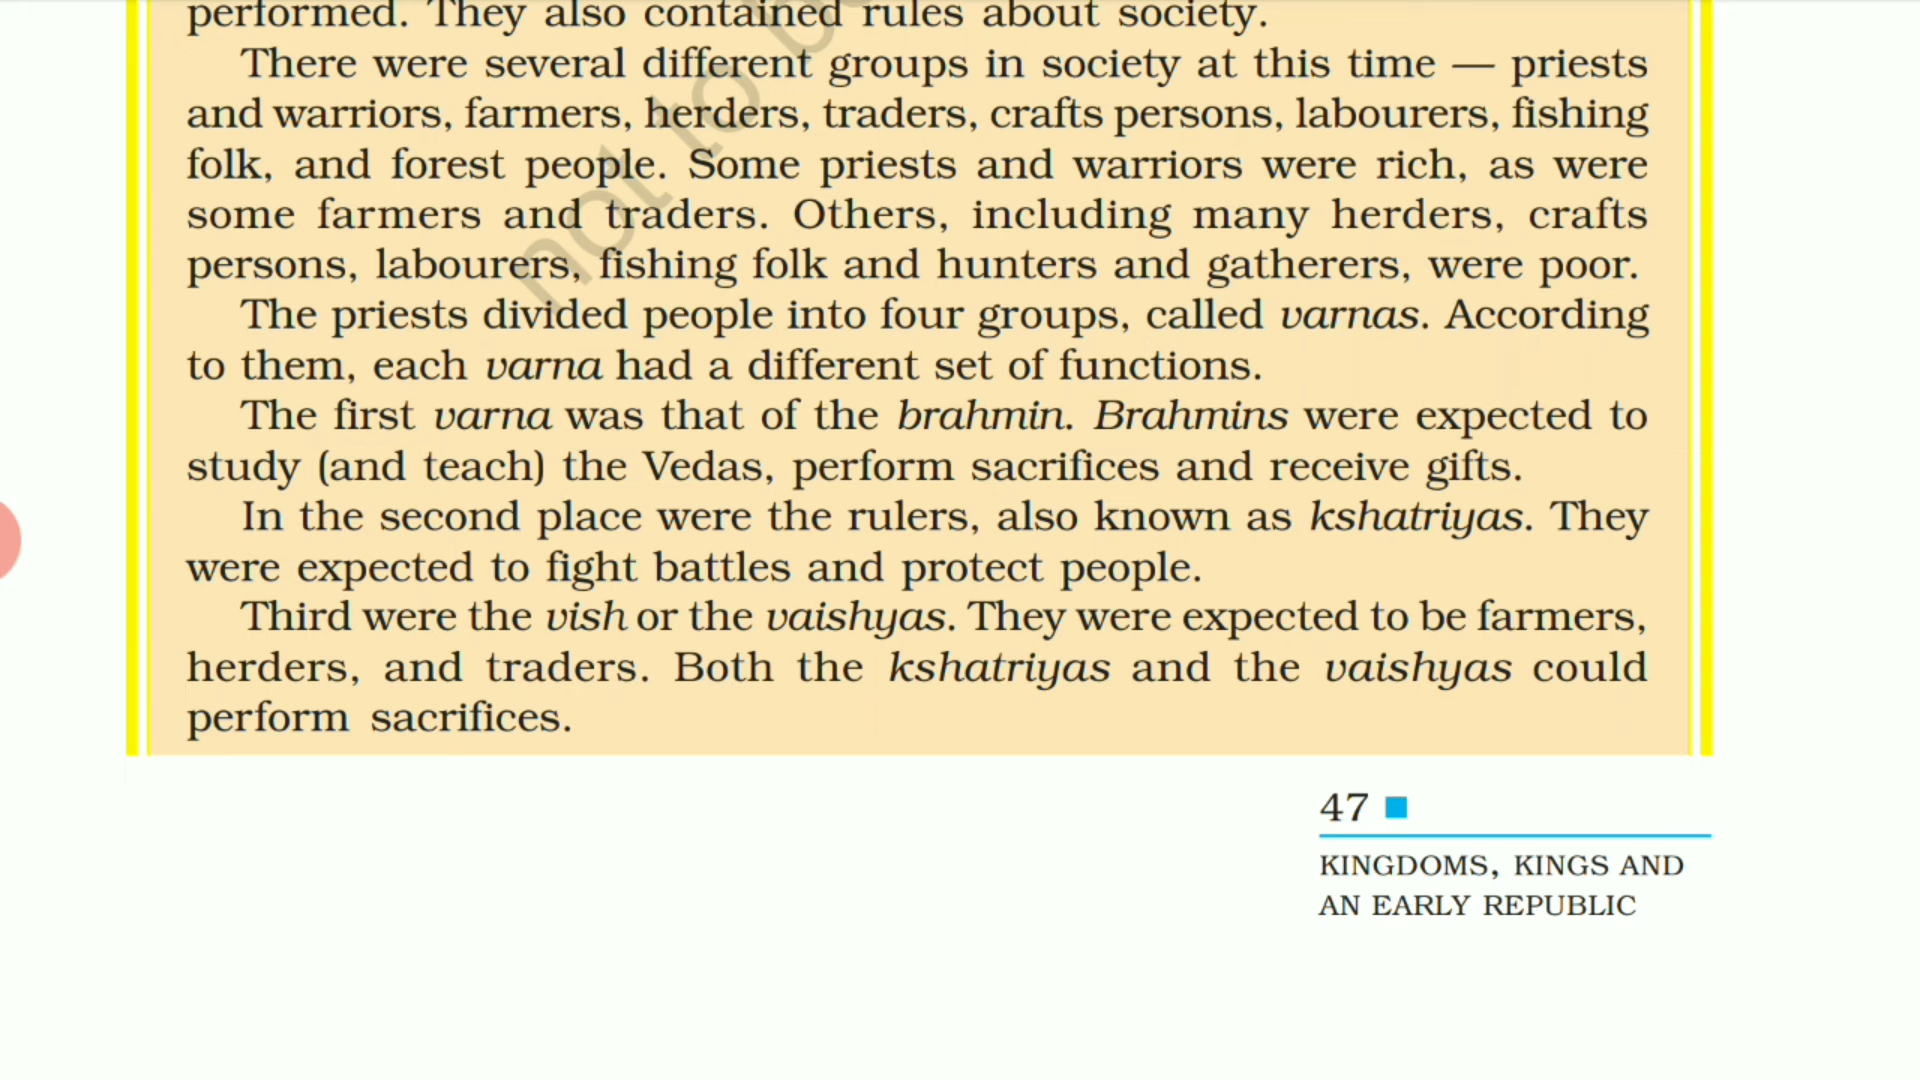 performed. They also contained rules about society.
There were several different groups in society at this time — priests
and warriors, farmers, herders, traders, crafts persons, labourers, fishing
folk, and forest people. Some priests and warriors were rich, as were
some farmers and traders. Others, including many herders, crafts
persons, labourers, fishing folk and hunters and gatherers, were poor.
The priests divided people into four groups, called varnas. According
to them, each varna had a different set of functions.
The first varna was that of the brahmin. Brahmins were expected to
study (and teach) the Vedas, perform sacrifices and receive gifts.
In the second place were the rulers, also known as kshatriyas. They
were expected to fight battles and protect people.
Third were the vish or the vaishyas. They were expected to be farmers,
herders, and traders. Both the kshatriyas and the vaishyas could
perform sacrifices.
not to b
47
KINGDOMS, KINGS AND
AN EARLY REPUBLIC